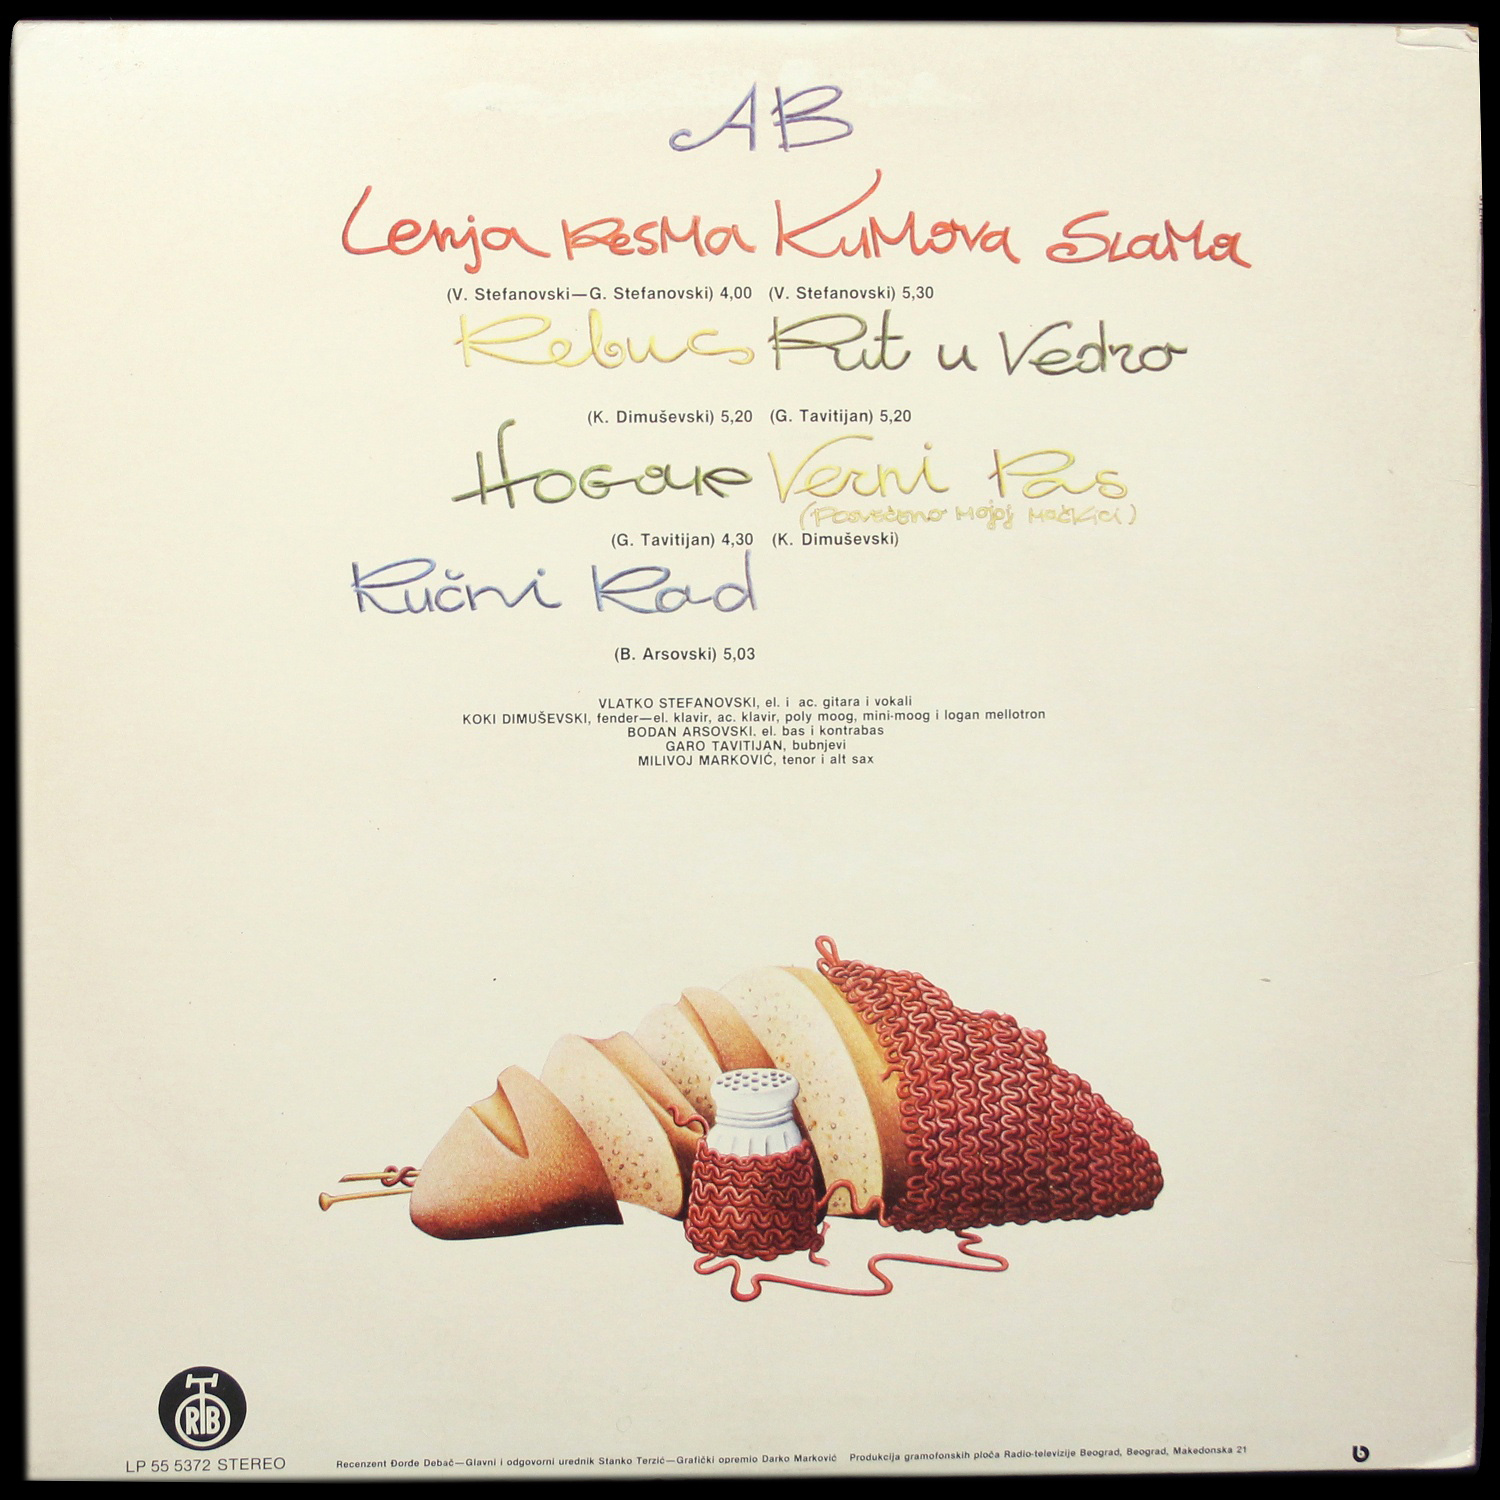 A B
Lenja Pesma Kumova Slama
(V. Stefanovski—G. Stefanovski) 4,00 (V. Stefanovski) 5,30
Rebus Put u Vedro
(K. Dimuševski) 5,20 (G. Tavitijan) 5,20
Hogar Verni Pas
(Posvećeno Mojoj Mačkici)
(G. Tavitijan) 4,30 (K. Dimuševski)
Ručni Rad
(B. Arsovski) 5,03
VLATKO STEFANOVSKI, el. i ac. gitara i vokali
KOKI DIMUŠEVSKI, fender—el. klavir, ac. klavir, poly moog, mini-moog i logan mellotron
BODAN ARSOVSKI. el. bas i kontrabas
GARO TAVITIJAN, bubnjevi
MILIVOJ MARKOVIĆ, tenor i alt sax
RTB
LP 55 5372 STEREO
Recenzent Đorđe Debač—Glavni i odgovorni urednik Stanko Terzić—Grafički opremio Darko Marković Produkcija gramofonskih ploča Radio-televizije Beograd, Beograd, Makedonska 21
b